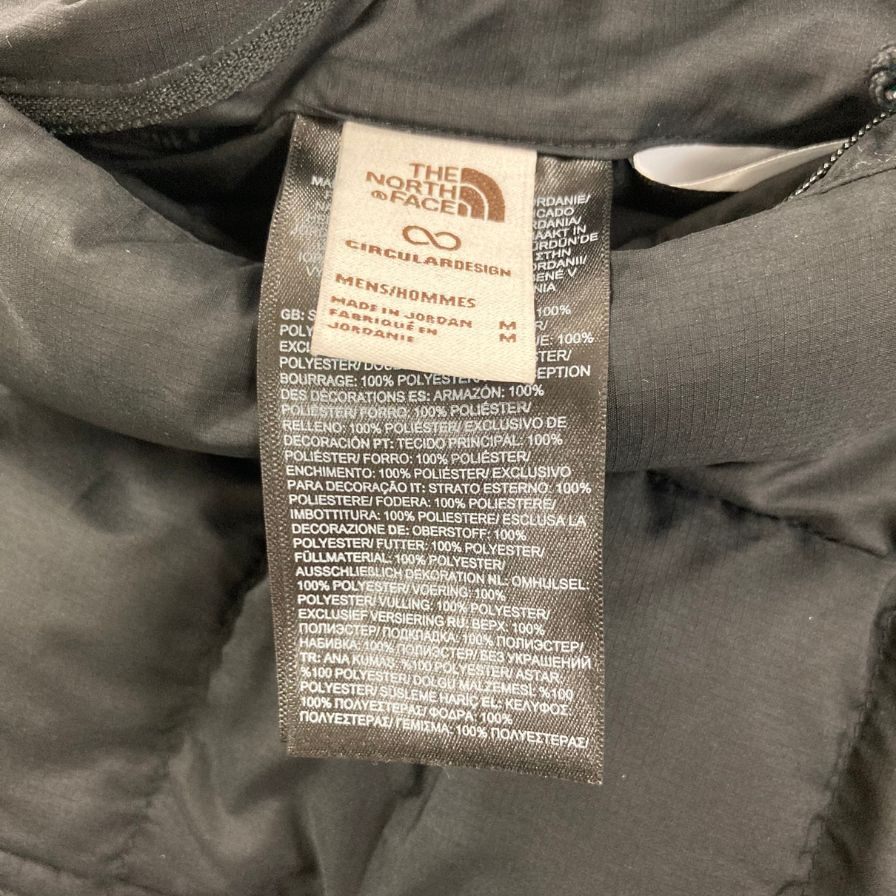 THE
NORTH
FACE
CIRCULARDESIGN
MENS/HOMMES
MADE IN JORDAN M
FABRIQUÉ EN M
JORDANIE
GB: 100%
100%
EXCEPTION
BOURRAGE: 100% POLYESTER/
DES DÉCORATIONS ES: ARMAZÓN: 100%
POLIÉSTER/ FORRO: 100% POLIÉSTER/
RELLENO: 100% POLIÉSTER/ EXCLUSIVO DE
DECORACIÓN PT: TECIDO PRINCIPAL: 100%
POLIÉSTER/ FORRO: 100% POLIÉSTER/
ENCHIMENTO: 100% POLIÉSTER/ EXCLUSIVO
PARA DECORAÇÃO IT: STRATO ESTERNO: 100%
POLIESTERE/ FODERA: 100% POLIESTERE/
IMBOTTITURA: 100% POLIESTERE/ ESCLUSA LA
DECORAZIONE DE: OBERSTOFF: 100%
POLYESTER/ FUTTER: 100% POLYESTER/
FÜLLMATERIAL: 100% POLYESTER/
AUSSCHLIEẞLICH DEKORATION NL: OMHULSEL:
100% POLYESTER/ VOERING: 100%
POLYESTER/ VULLING: 100% POLYESTER/
EXCLUSIEF VERSIERING RU: ВЕРХ: 100%
ПОЛИЭСТЕР/ ПОДКЛАДКА: 100% ПОЛИЭСТЕР/
НАБИВКА: 100% ПОЛИЭСТЕР/ БЕЗ УКРАШЕНИЙ
TR: ANA KUMAŞ: %100 POLYESTER/ ASTAR:
%100 POLYESTER/ DOLGU MALZEMESİ: %100
POLYESTER/ SÜSLEME HARİÇ EL: ΚΕΛΥΦΟΣ:
100% ΠΟΛΥΕΣΤΕΡΑΣ/ ΦΟΔΡΑ: 100%
ΠΟΛΥΕΣΤΕΡΑΣ/ ΓΕΜΙΣΜΑ: 100% ΠΟΛΥΕΣΤΕΡΑΣ/